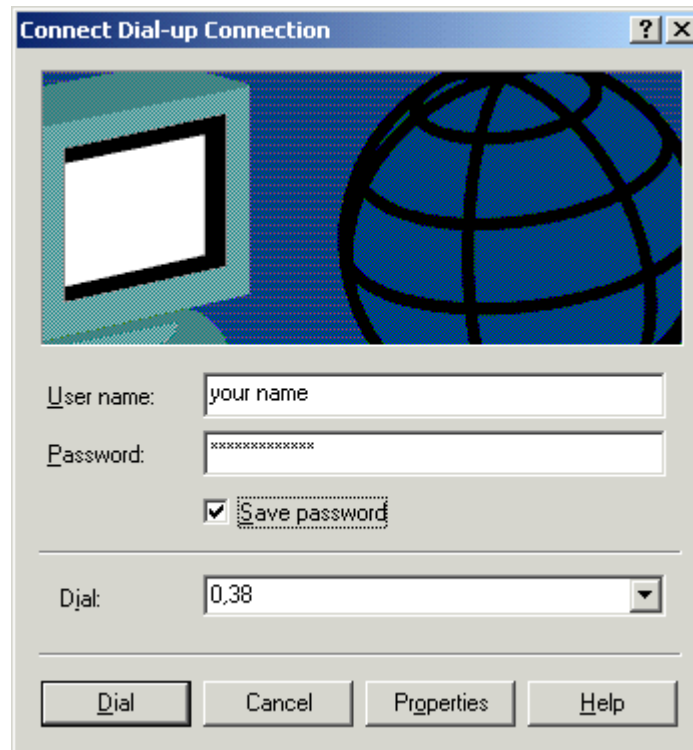 Connect Dial-up Connection
User name: your name
Password: *************
Save password
Dial: 0,38
Dial Cancel Properties Help